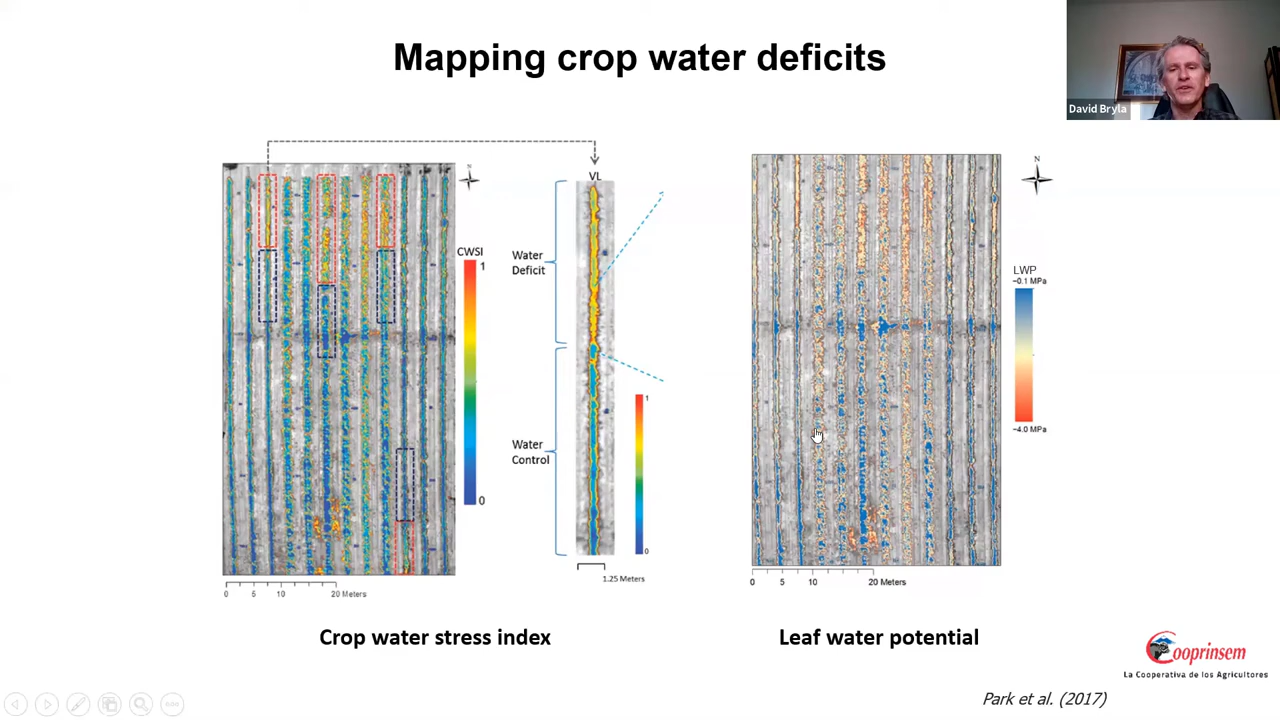 Mapping crop water deficits
David Bryla
N
VL
Water
Deficit
Water
Control
CWSI
1
0
1
0
1.25 Meters
0 5 10 20 Meters
N
LWP
−0.1 MPa
−4.0 MPa
0 5 10 20 Meters
Crop water stress index
Leaf water potential
Cooprinsem
La Cooperativa de los Agricultores
Park et al. (2017)